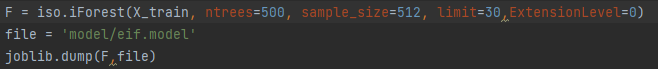 F = iso.iForest(X_train, ntrees=500, sample_size=512, limit=30,ExtensionLevel=0)
file = 'model/eif.model'
joblib.dump(F,file)